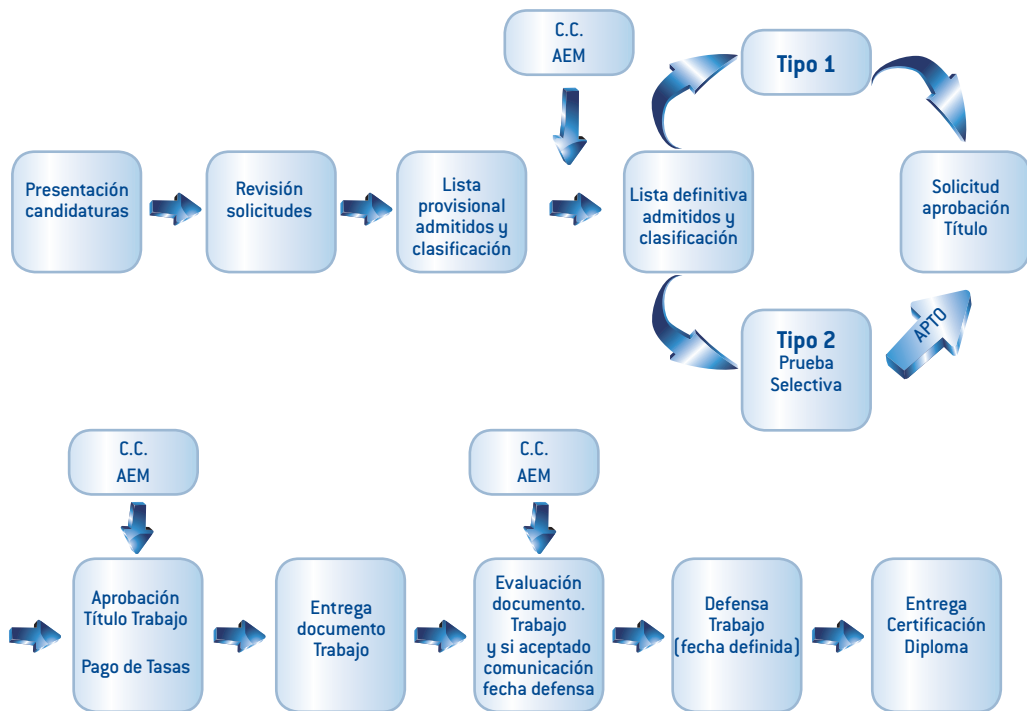 C.C.
AEM
Tipo 1
Presentación
candidaturas
Revisión
solicitudes
Lista
provisional
admitidos y
clasificación
Lista definitiva
admitidos y
clasificación
Solicitud
aprobación
Título
Tipo 2
Prueba
Selectiva
APTO
C.C.
AEM
C.C.
AEM
Aprobación
Título Trabajo
Pago de Tasas
Entrega
documento
Trabajo
Evaluación
documento.
Trabajo
y si aceptado
comunicación
fecha defensa
Defensa
Trabajo
(fecha definida)
Entrega
Certificación
Diploma